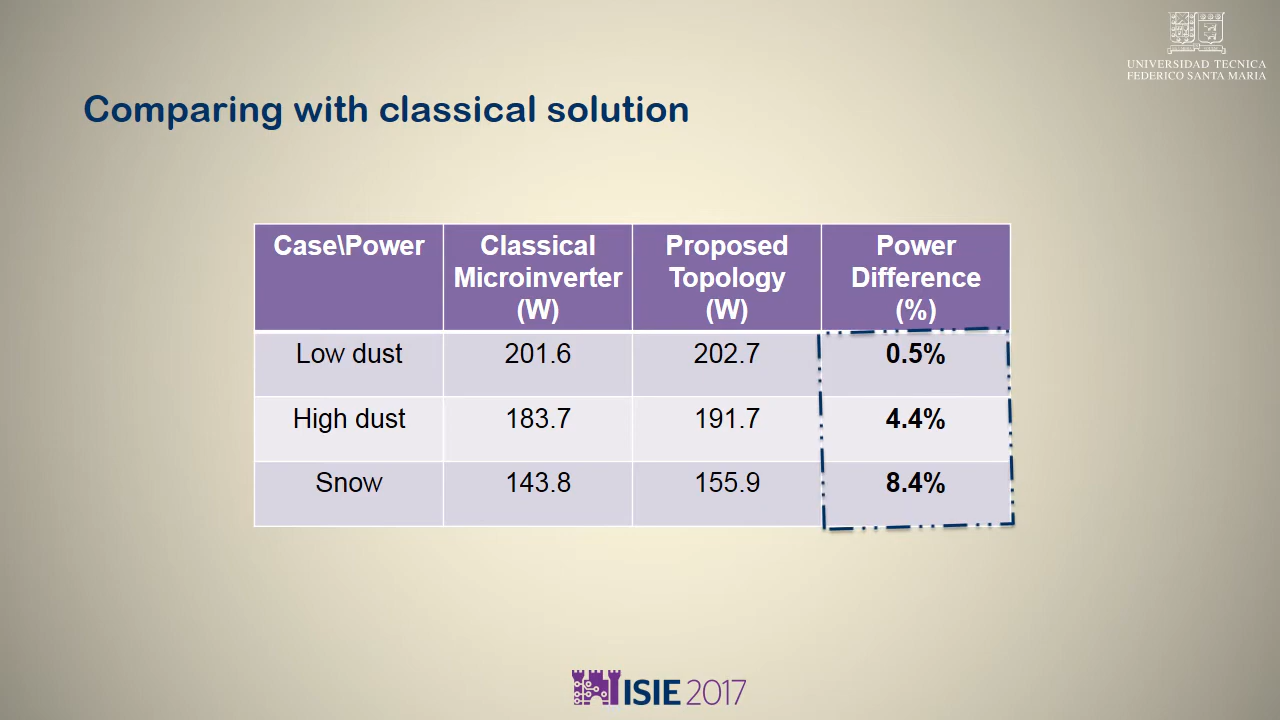 UNIVERSIDAD TECNICA
FEDERICO SANTA MARIA
Comparing with classical solution
Case\Power
Classical
Microinverter
(W)
Proposed
Topology
(W)
Power
Difference
(%)
Low dust 201.6 202.7 0.5%
High dust 183.7 191.7 4.4%
Snow 143.8 155.9 8.4%
ISIE 2017